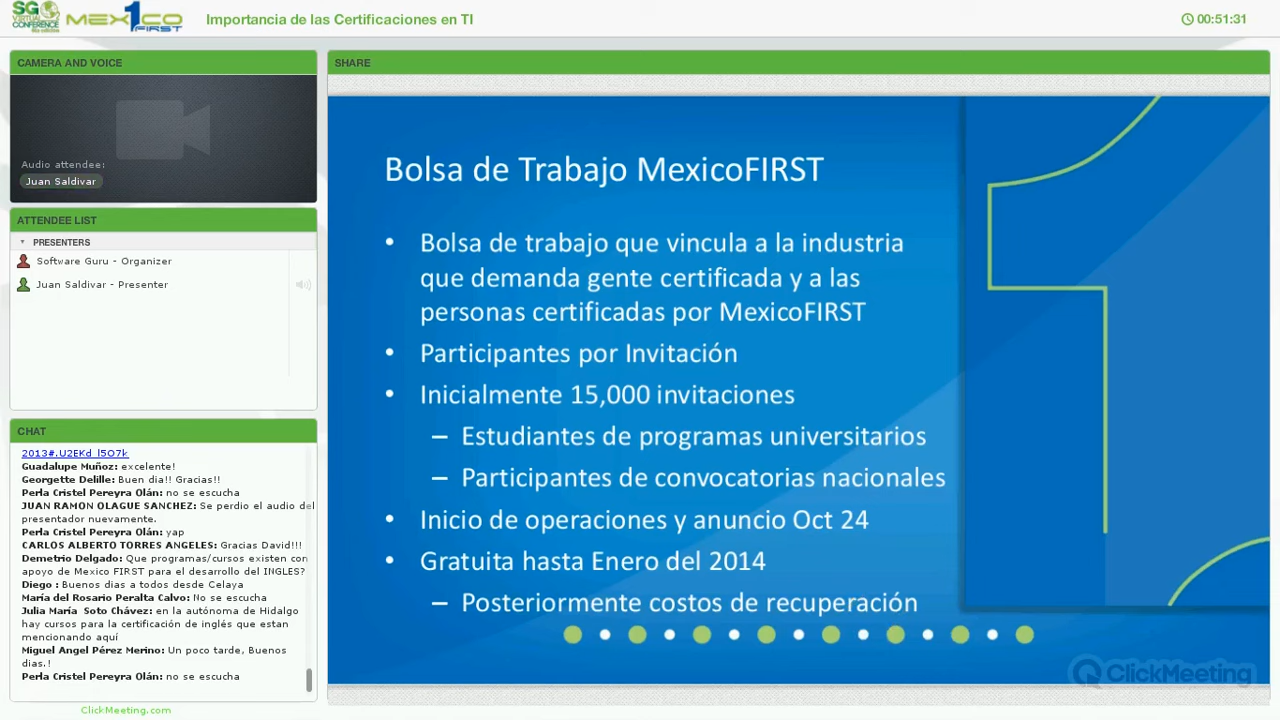 SG VIRTUAL CONFERENCE
MEXICO FIRST
Importancia de las Certificaciones en TI
00:51:31
CAMERA AND VOICE
Audio attendee:
Juan Saldivar
ATTENDEE LIST
PRESENTERS
Software Guru - Organizer
Juan Saldivar - Presenter
CHAT
2013#.U2EKd_l5O7k
Guadalupe Muñoz: excelente!
Georgette Delille: Buen dia!! Gracias!!
Perla Cristel Pereyra Olán: no se escucha
JUAN RAMON OLAGUE SANCHEZ: Se perdio el audio del
presentador nuevamente.
Perla Cristel Pereyra Olán: yap
CARLOS ALBERTO TORRES ANGELES: Gracias David!!!
Demetrio Delgado: Que programas/cursos existen con
apoyo de Mexico FIRST para el desarrollo del INGLES?
Diego : Buenos dias a todos desde Celaya
María del Rosario Peralta Calvo: No se escucha
Julia María Soto Chávez: en la autónoma de Hidalgo
hay cursos para la certificación de inglés que estan
mencionando aquí
Miguel Angel Pérez Merino: Un poco tarde, Buenos
dias.!
Perla Cristel Pereyra Olán: no se escucha
ClickMeeting.com
SHARE
Bolsa de Trabajo MexicoFIRST
• Bolsa de trabajo que vincula a la industria
que demanda gente certificada y a las
personas certificadas por MexicoFIRST
• Participantes por Invitación
• Inicialmente 15,000 invitaciones
– Estudiantes de programas universitarios
– Participantes de convocatorias nacionales
• Inicio de operaciones y anuncio Oct 24
• Gratuita hasta Enero del 2014
– Posteriormente costos de recuperación
ClickMeeting